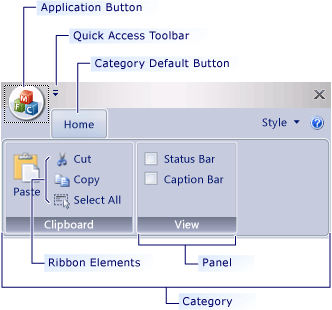 Application Button
Quick Access Toolbar
Category Default Button
MFC
Home
Style
Paste
Cut
Copy
Select All
Clipboard
Status Bar
Caption Bar
View
Ribbon Elements
Panel
Category